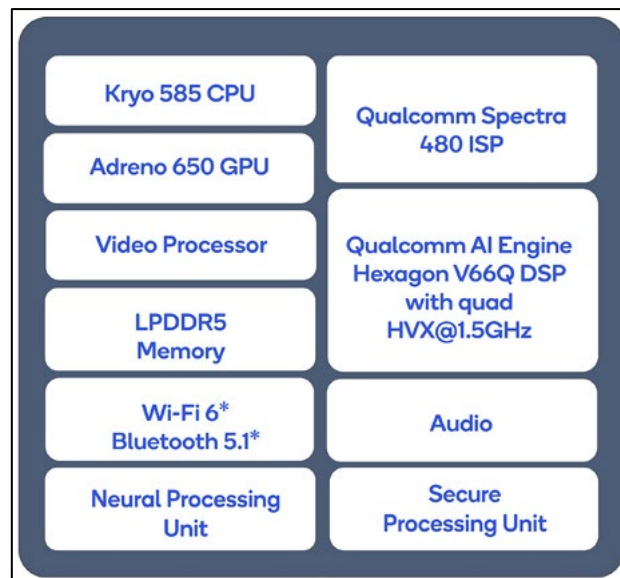 Kryo 585 CPU
Adreno 650 GPU
Video Processor
LPDDR5
Memory
Wi-Fi 6*
Bluetooth 5.1*
Neural Processing
Unit
Qualcomm Spectra
480 ISP
Qualcomm AI Engine
Hexagon V66Q DSP
with quad
HVX@1.5GHz
Audio
Secure
Processing Unit